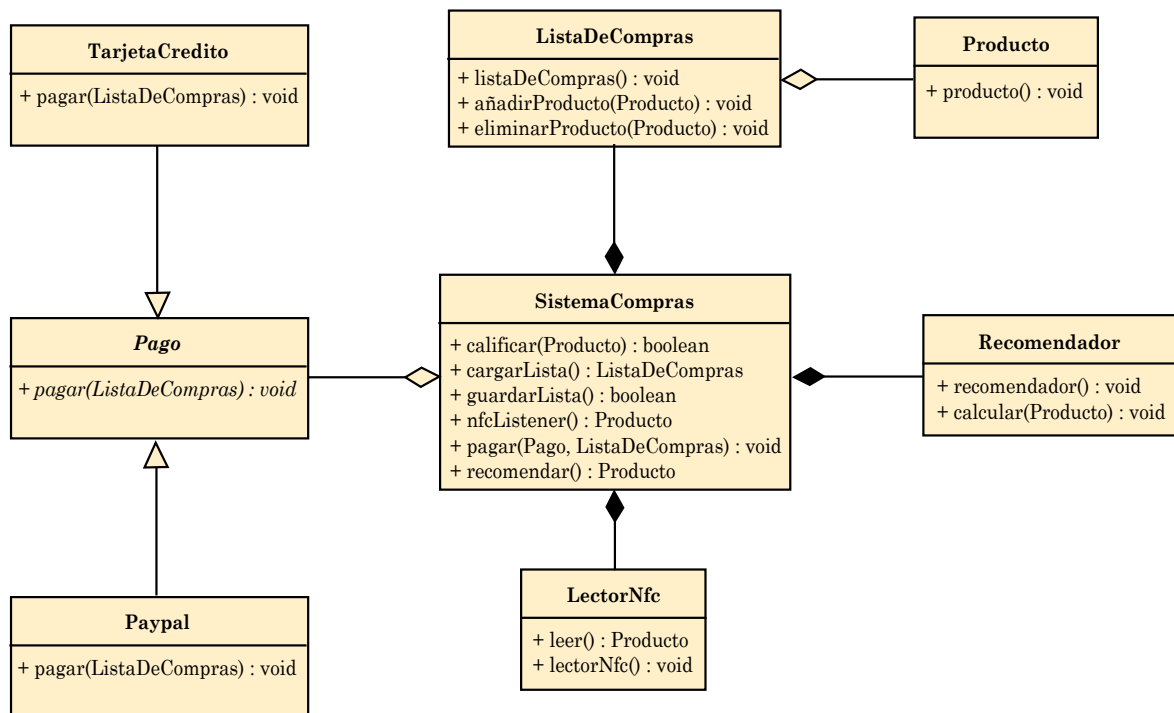 TarjetaCredito
+ pagar(ListaDeCompras) : void
ListaDeCompras
+ listaDeCompras() : void
+ añadirProducto(Producto) : void
+ eliminarProducto(Producto) : void
Producto
+ producto() : void
Pago
+ pagar(ListaDeCompras) : void
SistemaCompras
+ calificar(Producto) : boolean
+ cargarLista() : ListaDeCompras
+ guardarLista() : boolean
+ nfcListener() : Producto
+ pagar(Pago, ListaDeCompras) : void
+ recomendar() : Producto
Recomendador
+ recomendador() : void
+ calcular(Producto) : void
Paypal
+ pagar(ListaDeCompras) : void
LectorNfc
+ leer() : Producto
+ lectorNfc() : void